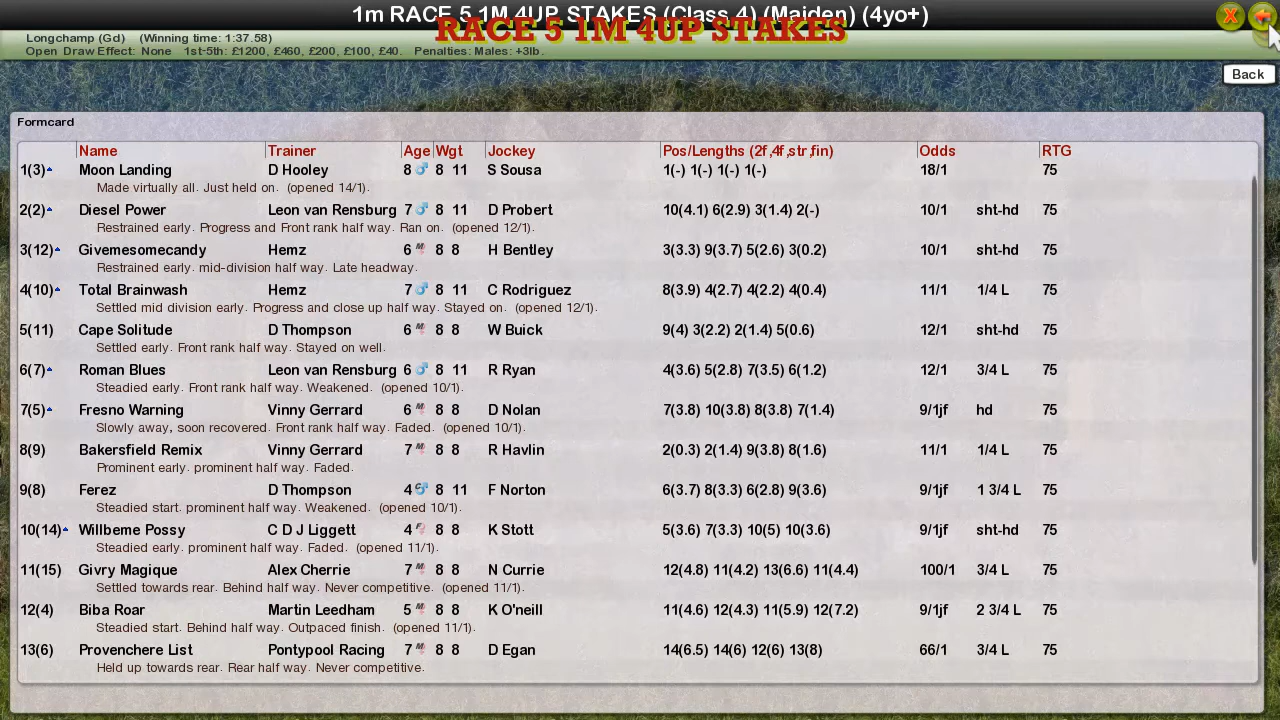 1m RACE 5 1M 4UP STAKES (Class 4) (Maiden) (4yo+)
RACE 5 1M 4UP STAKES
Longchamp (Gd) (Winning time: 1:37.58)
Open Draw Effect: None 1st-5th: £1200, £460, £200, £100, £40. Penalties: Males: +3lb.
X
Back
Formcard
Name Trainer Age Wgt Jockey Pos/Lengths (2f,4f,str,fin) Odds RTG
1(3) Moon Landing D Hooley 8 8 11 S Sousa 1(-) 1(-) 1(-) 1(-) 18/1 75
Made virtually all. Just held on. (opened 14/1).
2(2) Diesel Power Leon van Rensburg 7 8 11 D Probert 10(4.1) 6(2.9) 3(1.4) 2(-) 10/1 sht-hd 75
Restrained early. Progress and Front rank half way. Ran on. (opened 12/1).
3(12) Givemesomecandy Hemz 6 M 8 8 H Bentley 3(3.3) 9(3.7) 5(2.6) 3(0.2) 10/1 sht-hd 75
Restrained early. mid-division half way. Late headway.
4(10) Total Brainwash Hemz 7 8 11 C Rodriguez 8(3.9) 4(2.7) 4(2.2) 4(0.4) 11/1 1/4 L 75
Settled mid division early. Progress and close up half way. Stayed on. (opened 12/1).
5(11) Cape Solitude D Thompson 6 M 8 8 W Buick 9(4) 3(2.2) 2(1.4) 5(0.6) 12/1 sht-hd 75
Settled early. Front rank half way. Stayed on well.
6(7) Roman Blues Leon van Rensburg 6 8 11 R Ryan 4(3.6) 5(2.8) 7(3.5) 6(1.2) 12/1 3/4 L 75
Steadied early. Front rank half way. Weakened. (opened 10/1).
7(5) Fresno Warning Vinny Gerrard 6 M 8 8 D Nolan 7(3.8) 10(3.8) 8(3.8) 7(1.4) 9/1jf hd 75
Slowly away, soon recovered. Front rank half way. Faded. (opened 10/1).
8(9) Bakersfield Remix Vinny Gerrard 7 M 8 8 R Havlin 2(0.3) 2(1.4) 9(3.8) 8(1.6) 11/1 1/4 L 75
Prominent early. prominent half way. Faded.
9(8) Ferez D Thompson 4 8 11 F Norton 6(3.7) 8(3.3) 6(2.8) 9(3.6) 9/1jf 1 3/4 L 75
Steadied start. prominent half way. Weakened. (opened 10/1).
10(14) Willbeme Possy C D J Liggett 4 8 8 K Stott 5(3.6) 7(3.3) 10(5) 10(3.6) 9/1jf sht-hd 75
Steadied early. prominent half way. Faded. (opened 11/1).
11(15) Givry Magique Alex Cherrie 7 M 8 8 N Currie 12(4.8) 11(4.2) 13(6.6) 11(4.4) 100/1 3/4 L 75
Settled towards rear. Behind half way. Never competitive. (opened 11/1).
12(4) Biba Roar Martin Leedham 5 M 8 8 K O'neill 11(4.6) 12(4.3) 11(5.9) 12(7.2) 9/1jf 2 3/4 L 75
Steadied start. Behind half way. Outpaced finish. (opened 11/1).
13(6) Provenchere List Pontypool Racing 7 M 8 8 D Egan 14(6.5) 14(6) 12(6) 13(8) 66/1 3/4 L 75
Held up towards rear. Rear half way. Never competitive.